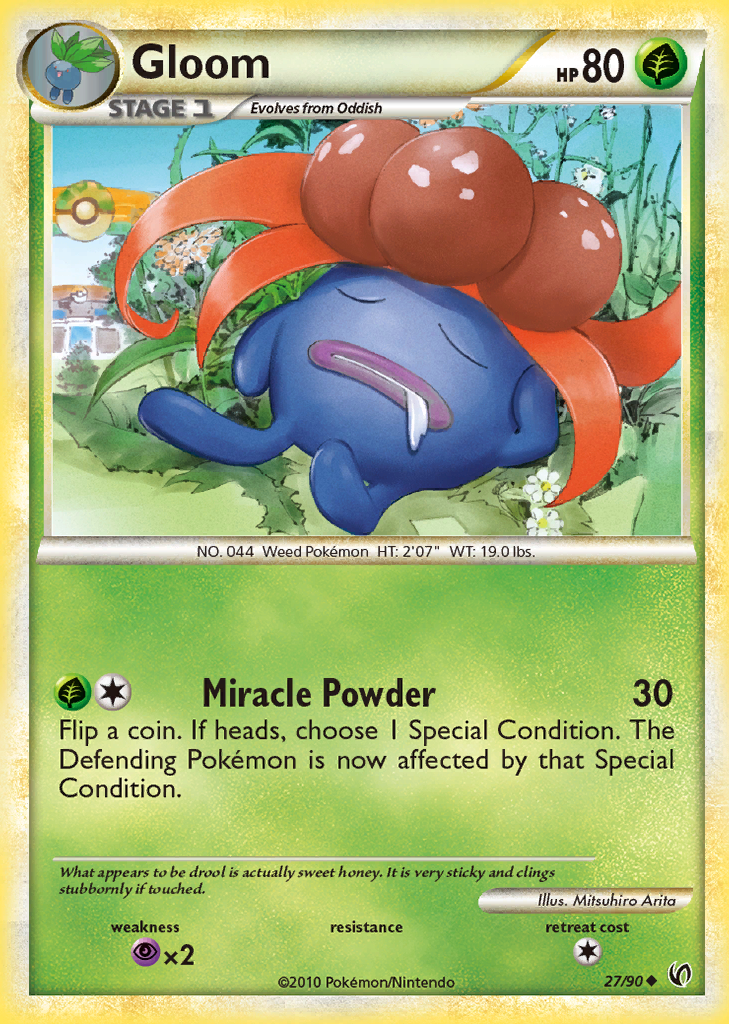 Gloom
HP 80
STAGE 1
Evolves from Oddish
NO. 044 Weed Pokémon HT: 2'07" WT: 19.0 lbs.
Miracle Powder 30
Flip a coin. If heads, choose 1 Special Condition. The
Defending Pokémon is now affected by that Special
Condition.
What appears to be drool is actually sweet honey. It is very sticky and clings
stubbornly if touched.
Illus. Mitsuhiro Arita
weakness resistance retreat cost
×2
©2010 Pokémon/Nintendo
27/90